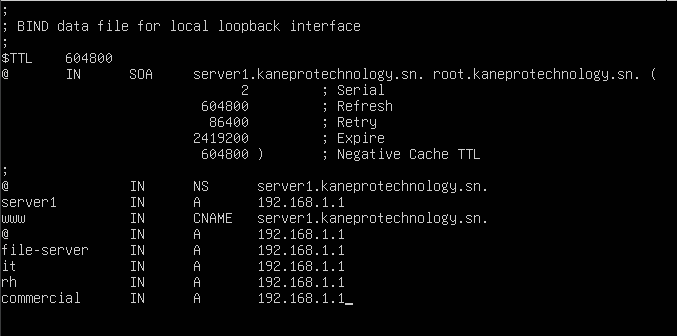 ;
; BIND data file for local loopback interface
;
$TTL    604800
@       IN      SOA     server1.kaneprotechnology.sn. root.kaneprotechnology.sn. (
                              2         ; Serial
                         604800         ; Refresh
                          86400         ; Retry
                        2419200         ; Expire
                         604800 )       ; Negative Cache TTL
;
@               IN      NS      server1.kaneprotechnology.sn.
server1         IN      A       192.168.1.1
www             IN      CNAME   server1.kaneprotechnology.sn.
@               IN      A       192.168.1.1
file-server     IN      A       192.168.1.1
it              IN      A       192.168.1.1
rh              IN      A       192.168.1.1
commercial      IN      A       192.168.1.1_